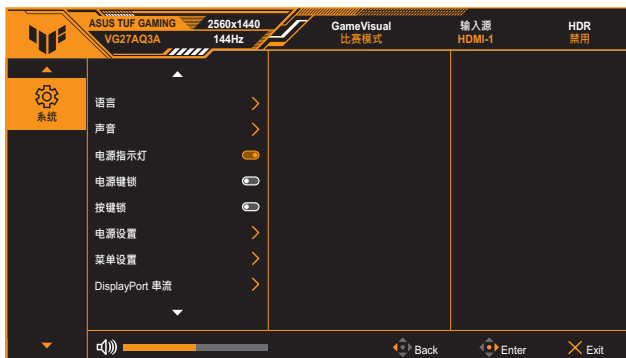 ASUS TUF GAMING 2560x1440 GameVisual 输入源 HDR
VG27AQ3A 144Hz 比赛模式 HDMI-1 禁用
系统
语言
声音
电源指示灯
电源键锁
按键锁
电源设置
菜单设置
DisplayPort 串流
Back Enter Exit